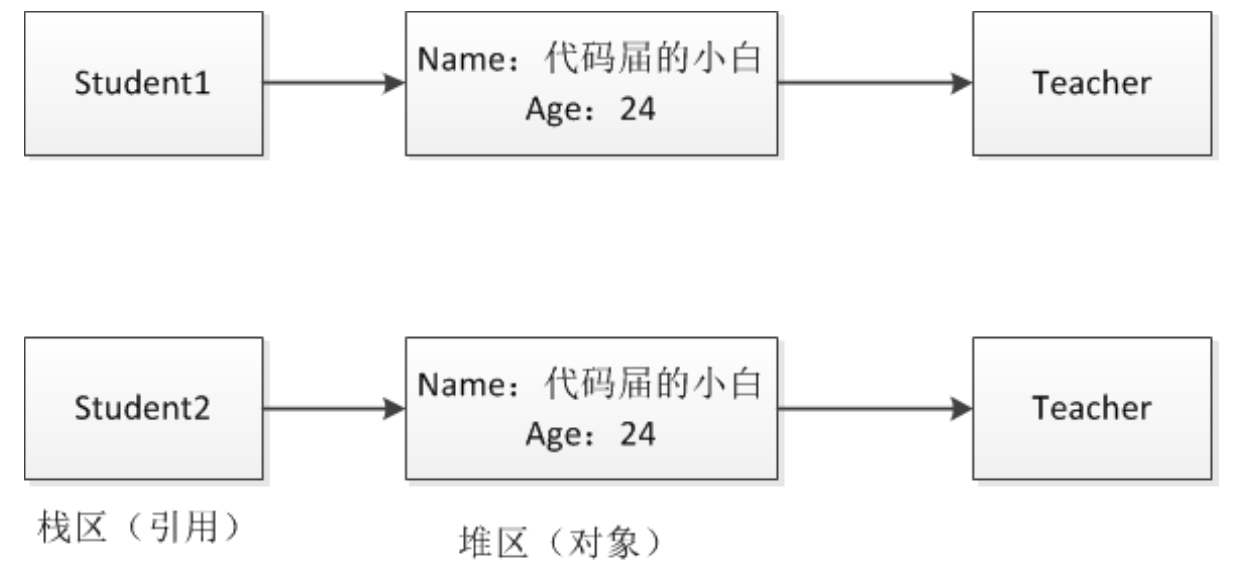 Student1
Name：代码届的小白
Age：24
Teacher
Student2
Name：代码届的小白
Age：24
Teacher
栈区（引用）
堆区（对象）